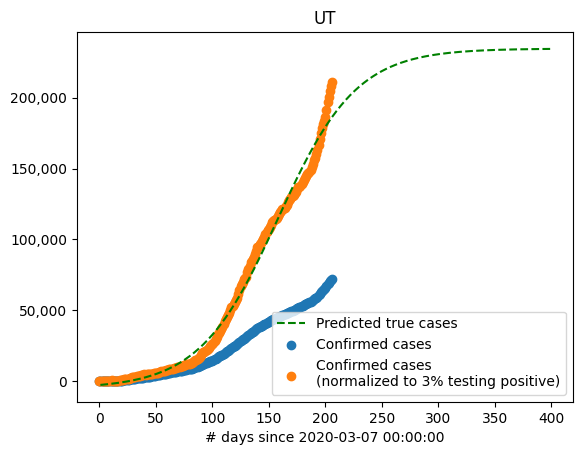 UT
200,000
150,000
100,000
50,000
0
Predicted true cases
Confirmed cases
Confirmed cases
(normalized to 3% testing positive)
0 50 100 150 200 250 300 350 400
# days since 2020-03-07 00:00:00